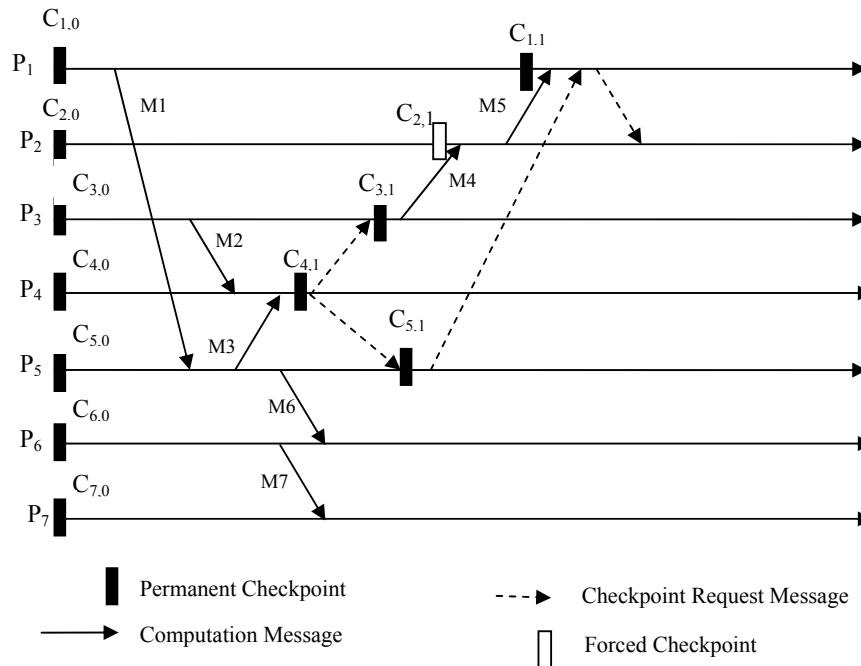 C1,0
C1,1
P1
M1
M5
C2,0
C2,1
P2
C3,0
C3,1
M4
P3
M2
C4,0
C4,1
P4
C5,0
C5,1
M3
P5
M6
C6,0
P6
M7
C7,0
P7
Permanent Checkpoint
Checkpoint Request Message
Computation Message
Forced Checkpoint